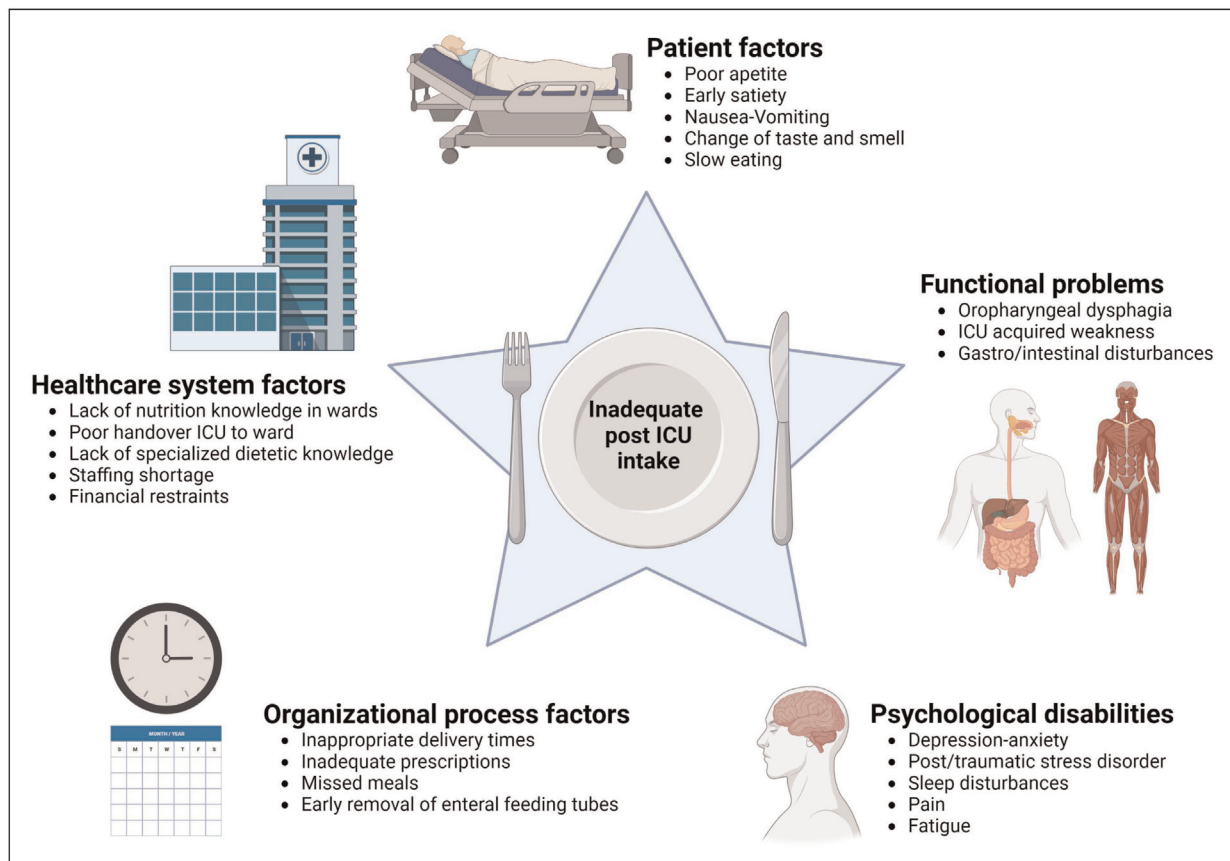 Patient factors
• Poor apetite
• Early satiety
• Nausea-Vomiting
• Change of taste and smell
• Slow eating
Functional problems
• Oropharyngeal dysphagia
• ICU acquired weakness
• Gastro/intestinal disturbances
Healthcare system factors
• Lack of nutrition knowledge in wards
• Poor handover ICU to ward
• Lack of specialized dietetic knowledge
• Staffing shortage
• Financial restraints
Inadequate
post ICU
intake
Organizational process factors
• Inappropriate delivery times
• Inadequate prescriptions
• Missed meals
• Early removal of enteral feeding tubes
MONTH / YEAR
S M T W T F S
Psychological disabilities
• Depression-anxiety
• Post/traumatic stress disorder
• Sleep disturbances
• Pain
• Fatigue